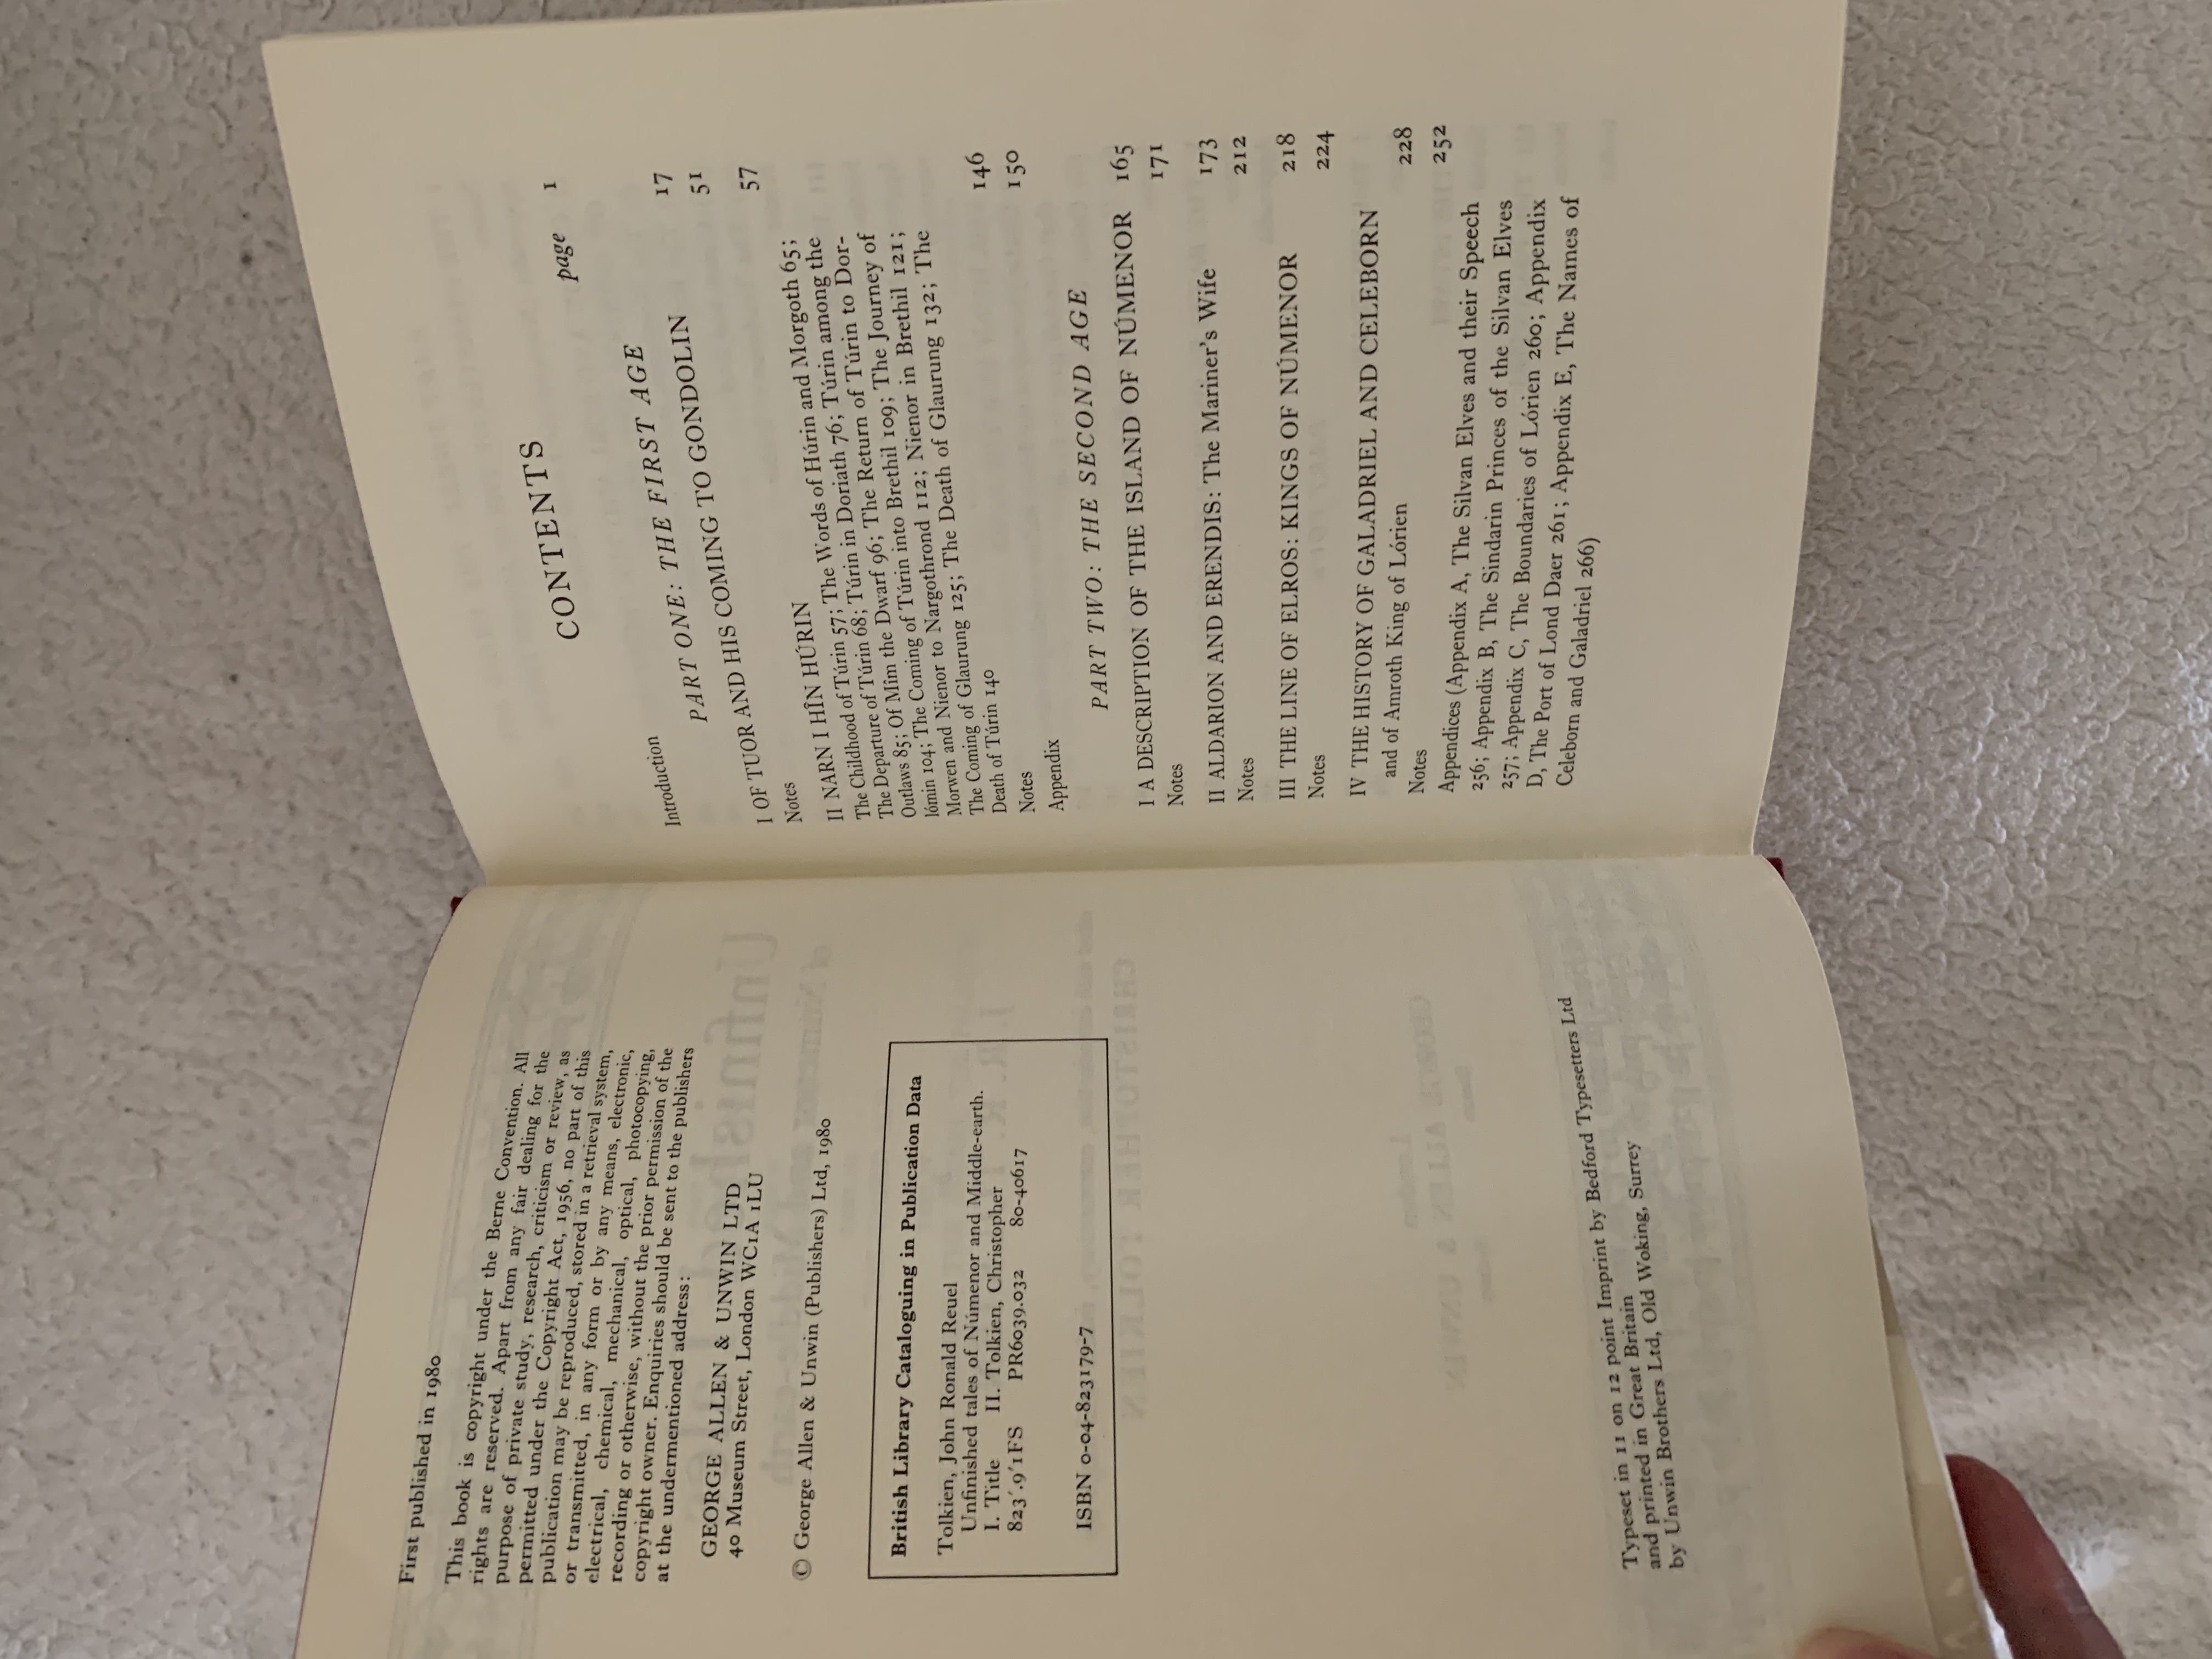 First published in 1980
This book is copyright under the Berne Convention. All
rights are reserved. Apart from any fair dealing for the
purpose of private study, research, criticism or review, as
permitted under the Copyright Act, 1956, no part of this
publication may be reproduced, stored in a retrieval system,
or transmitted, in any form or by any means, electronic,
electrical, chemical, mechanical, optical, photocopying,
recording or otherwise, without the prior permission of the
copyright owner. Enquiries should be sent to the publishers
at the undermentioned address:
GEORGE ALLEN & UNWIN LTD
40 Museum Street, London WC1A 1LU
© George Allen & Unwin (Publishers) Ltd, 1980
British Library Cataloguing in Publication Data
Tolkien, John Ronald Reuel
Unfinished tales of Númenor and Middle-earth.
I. Title II. Tolkien, Christopher
823'.9'1FS PR6039.032 80-40617
ISBN 0-04-823179-7
Typeset in 11 on 12 point Imprint by Bedford Typesetters Ltd
and printed in Great Britain
by Unwin Brothers Ltd, Old Woking, Surrey
CONTENTS
page 1
Introduction
PART ONE: THE FIRST AGE
I OF TUOR AND HIS COMING TO GONDOLIN 17
Notes 51
II NARN I HÎN HÚRIN 57
The Childhood of Túrin 57; The Words of Húrin and Morgoth 65;
The Departure of Túrin 68; Túrin in Doriath 76; Túrin among the
Outlaws 85; Of Mîm the Dwarf 96; The Return of Túrin to Dor-
lómin 104; The Coming of Túrin into Brethil 109; The Journey of
Morwen and Nienor to Nargothrond 112; Nienor in Brethil 121;
The Coming of Glaurung 125; The Death of Glaurung 132; The
Death of Túrin 140
Notes 146
Appendix 150
PART TWO: THE SECOND AGE
I A DESCRIPTION OF THE ISLAND OF NÚMENOR 165
Notes 171
II ALDARION AND ERENDIS: The Mariner's Wife 173
Notes 212
III THE LINE OF ELROS: KINGS OF NÚMENOR 218
Notes 224
IV THE HISTORY OF GALADRIEL AND CELEBORN
and of Amroth King of Lórien 228
Notes 252
Appendices (Appendix A, The Silvan Elves and their Speech
256; Appendix B, The Sindarin Princes of the Silvan Elves
257; Appendix C, The Boundaries of Lórien 260; Appendix
D, The Port of Lond Daer 261; Appendix E, The Names of
Celeborn and Galadriel 266)